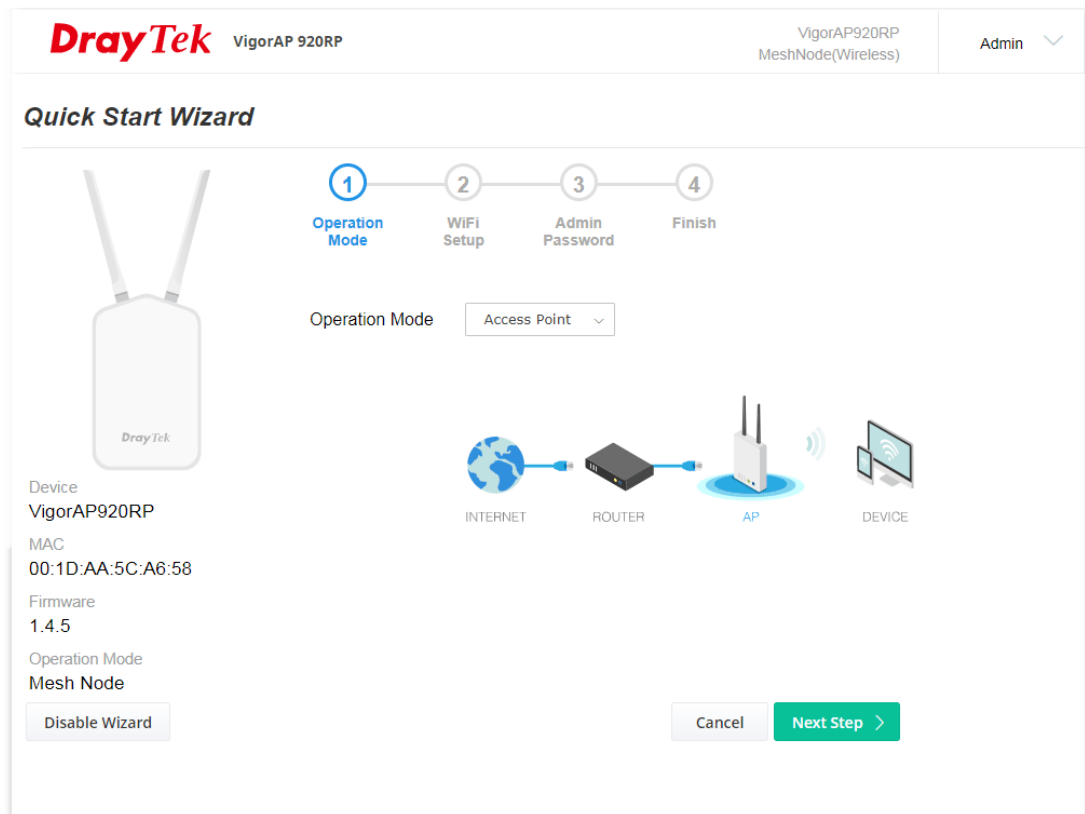 DrayTek VigorAP 920RP
VigorAP920RP
MeshNode(Wireless)
Admin
Quick Start Wizard
1
2
3
4
Operation
Mode
WiFi
Setup
Admin
Password
Finish
Operation Mode
Access Point
DrayTek
INTERNET
ROUTER
AP
DEVICE
Device
VigorAP920RP
MAC
00:1D:AA:5C:A6:58
Firmware
1.4.5
Operation Mode
Mesh Node
Disable Wizard
Cancel
Next Step